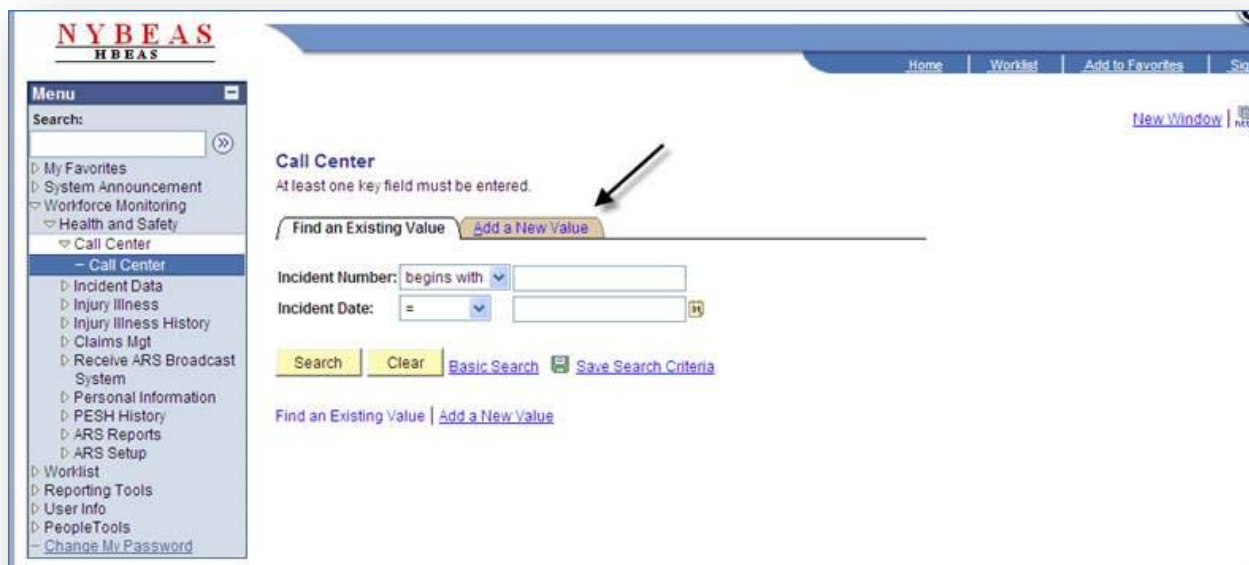 NYBEAS
HBEAS
Home Worklist Add to Favorites
New Window
Menu
Search:
My Favorites
System Announcement
Workforce Monitoring
Health and Safety
Call Center
– Call Center
Incident Data
Injury Illness
Injury Illness History
Claims Mgt
Receive ARS Broadcast
System
Personal Information
PESH History
ARS Reports
ARS Setup
Worklist
Reporting Tools
User Info
PeopleTools
– Change My Password
Call Center
At least one key field must be entered.
Find an Existing Value Add a New Value
Incident Number: begins with
Incident Date: =
Search Clear Basic Search Save Search Criteria
Find an Existing Value | Add a New Value